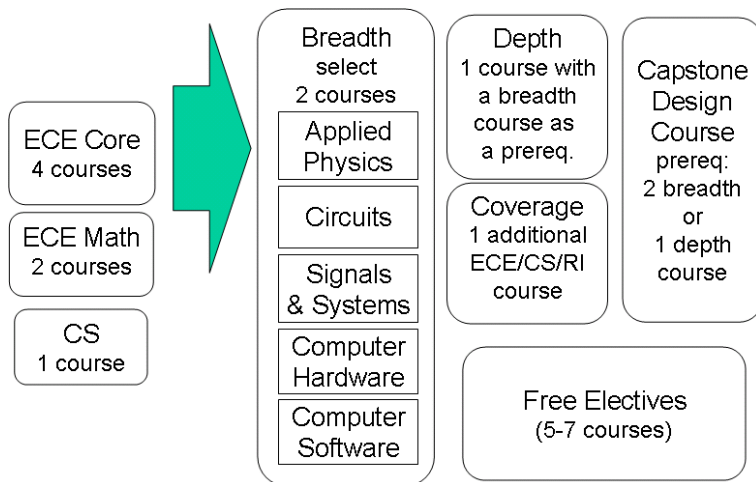 ECE Core
4 courses
ECE Math
2 courses
CS
1 course
Breadth
select
2 courses
Applied
Physics
Circuits
Signals
& Systems
Computer
Hardware
Computer
Software
Depth
1 course with
a breadth
course as
a prereq.
Coverage
1 additional
ECE/CS/RI
course
Capstone
Design
Course
prereq:
2 breadth
or
1 depth
course
Free Electives
(5-7 courses)